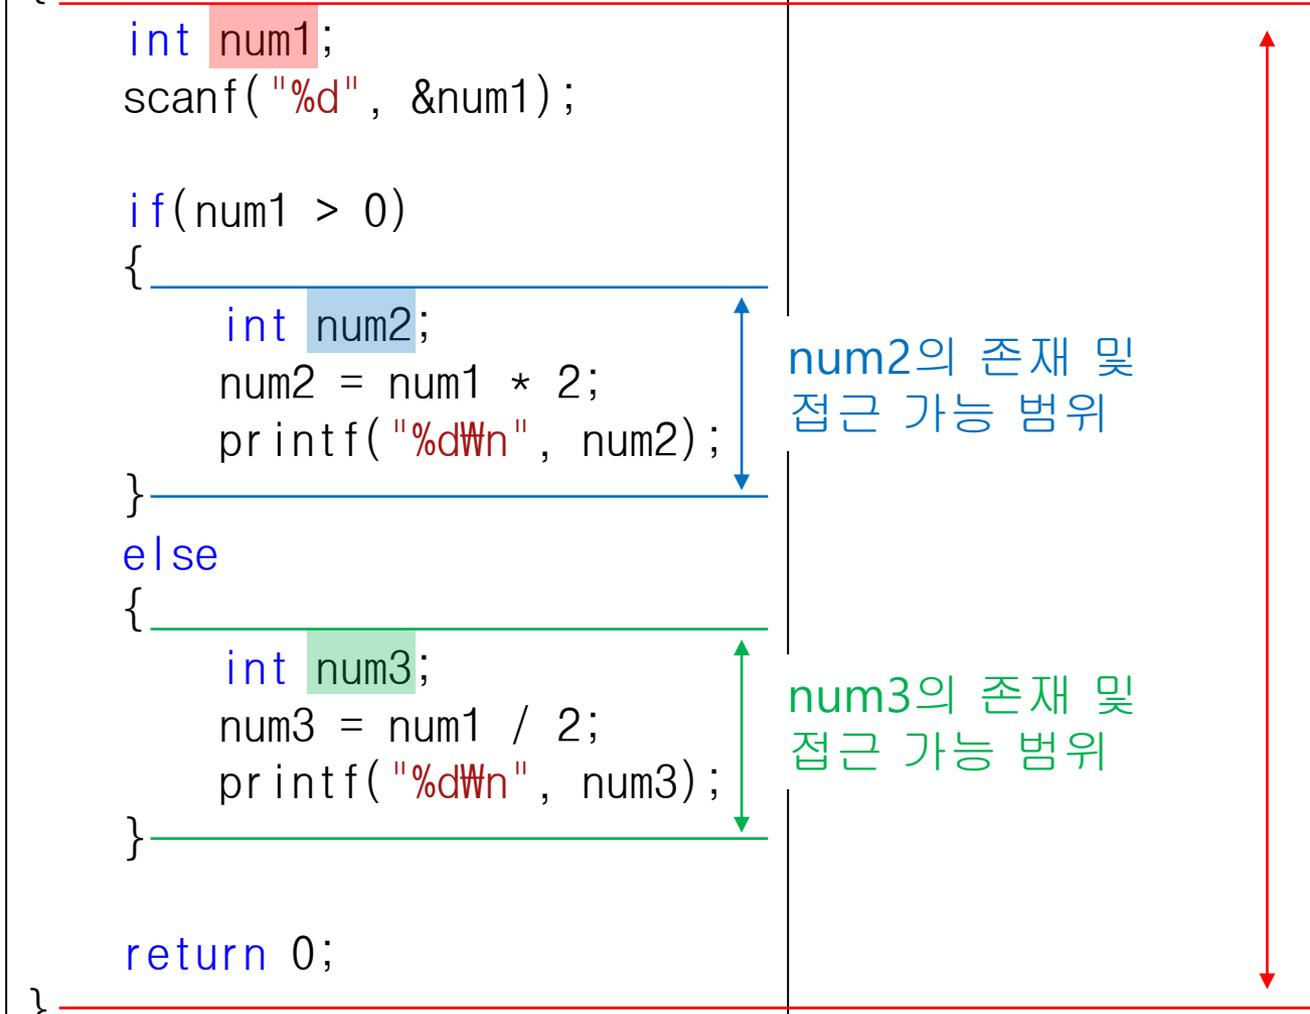 {
int num1;
scanf("%d", &num1);
if(num1 > 0)
{
int num2;
num2 = num1 * 2;
printf("%d₩n", num2);
num2의 존재 및
접근 가능 범위
}
else
{
int num3;
num3 = num1 / 2;
printf("%d₩n", num3);
num3의 존재 및
접근 가능 범위
}
return 0;
}